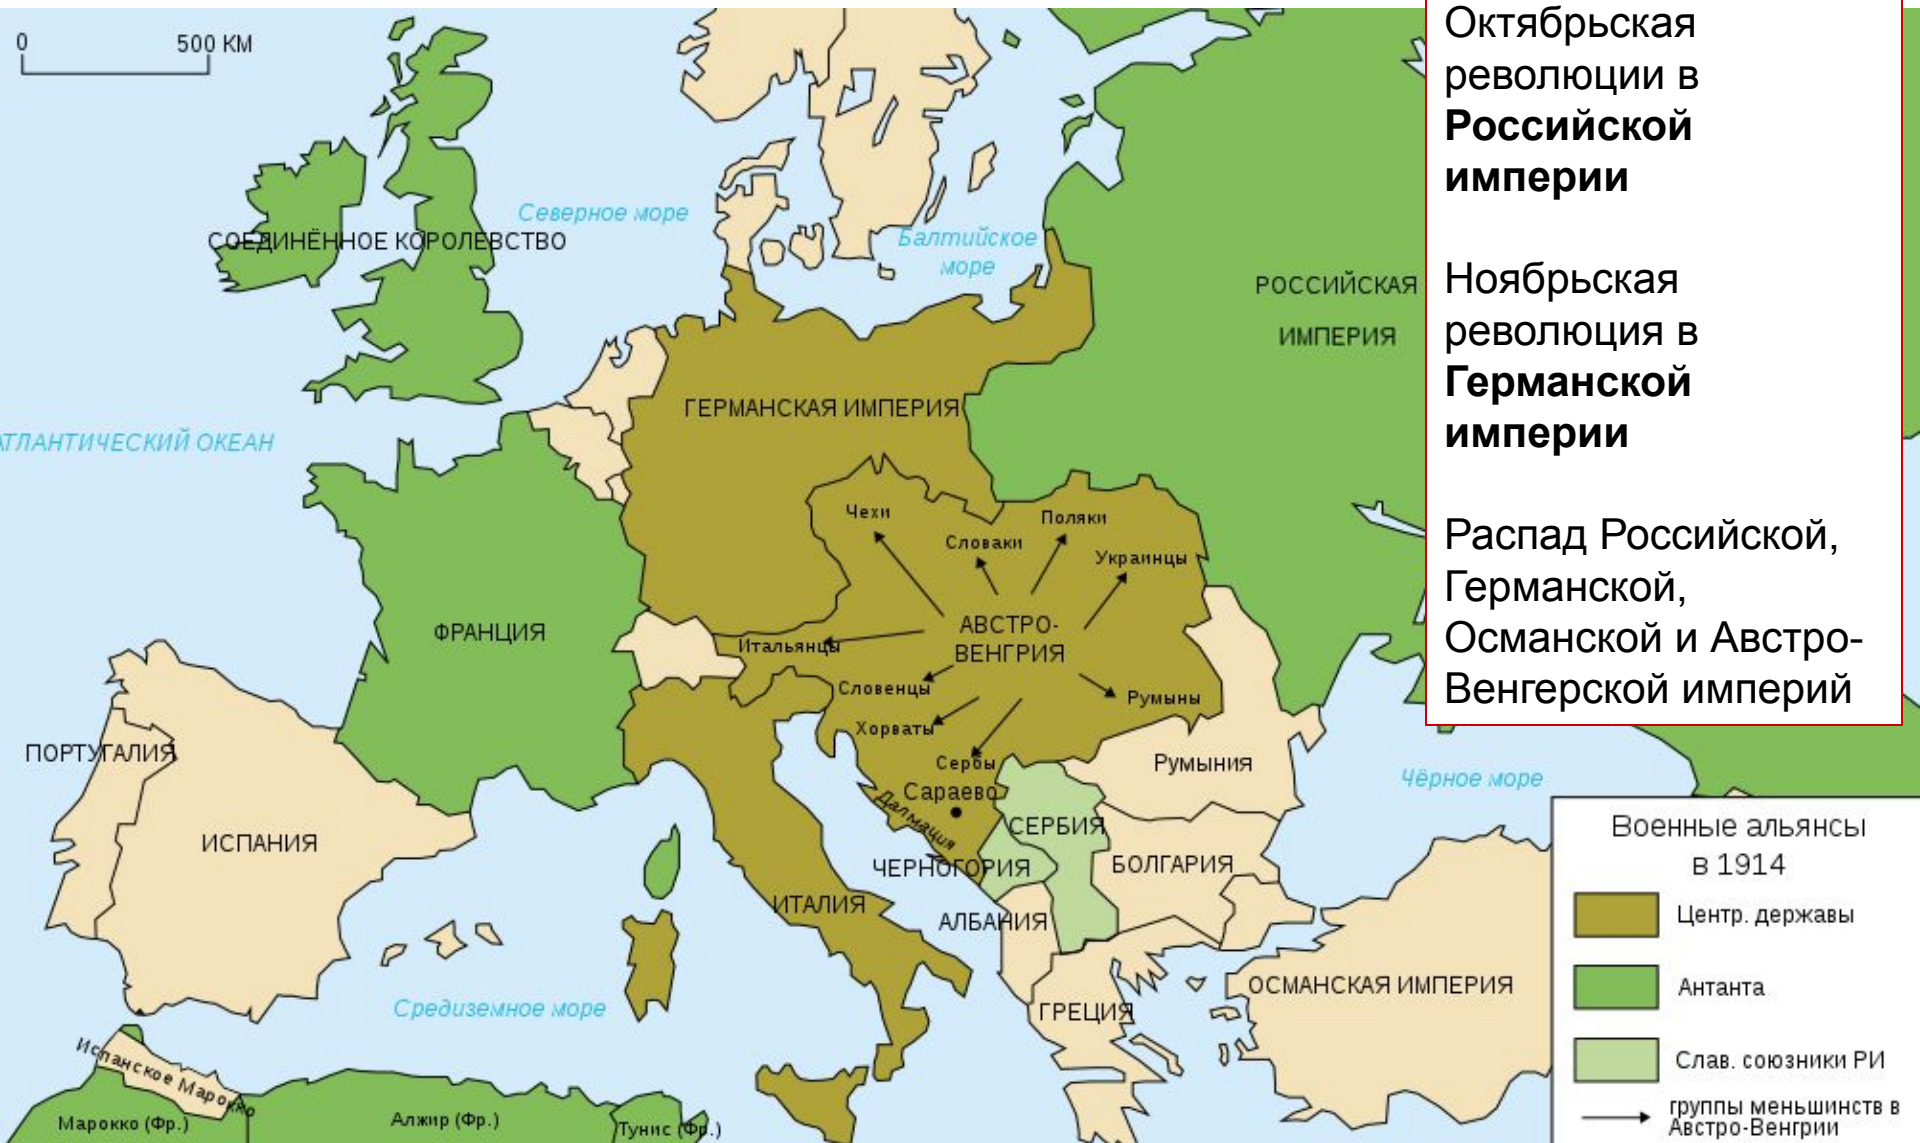 0 500 КМ
Северное море
СОЕДИНЁННОЕ КОРОЛЕВСТВО
Балтийское
море
РОССИЙСКАЯ
ИМПЕРИЯ
ГЕРМАНСКАЯ ИМПЕРИЯ
АТЛАНТИЧЕСКИЙ ОКЕАН
Чехи
Поляки
Словаки
Украинцы
ФРАНЦИЯ
АВСТРО-
ВЕНГРИЯ
Итальянцы
Словенцы
Румыны
Хорваты
Сербы
ПОРТУГАЛИЯ
Румыния
Чёрное море
Сараево
Далмация
СЕРБИЯ
ИСПАНИЯ
ЧЕРНОГОРИЯ
БОЛГАРИЯ
ИТАЛИЯ
АЛБАНИЯ
ОСМАНСКАЯ ИМПЕРИЯ
Средиземное море
ГРЕЦИЯ
Испанское Марокко
Марокко (Фр.)
Алжир (Фр.)
Тунис (Фр.)
Октябрьская
революции в
Российской
империи
Ноябрьская
революция в
Германской
империи
Распад Российской,
Германской,
Османской и Австро-
Венгерской империй
Военные альянсы
в 1914
Центр. державы
Антанта
Слав. союзники РИ
группы меньшинств в
Австро-Венгрии